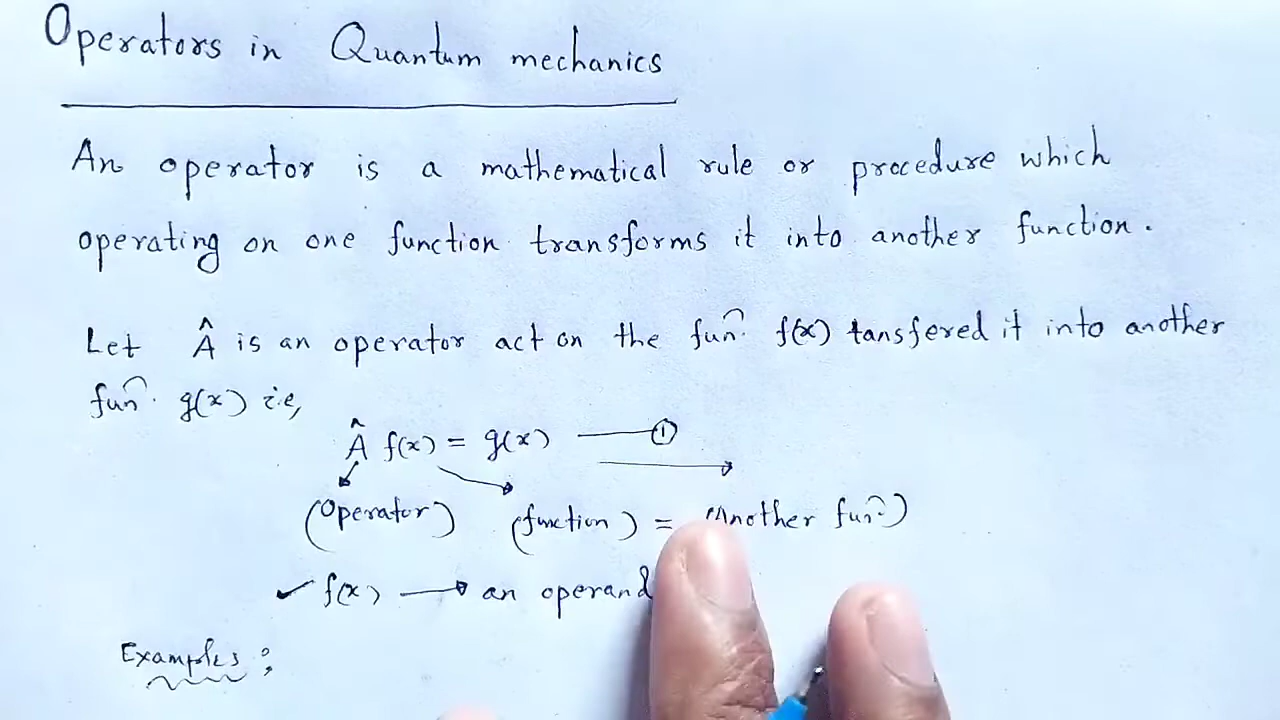 Operators in Quantum mechanics
An operator is a mathematical rule or procedure which
operating on one function transforms it into another function.
Let Â is an operator act on the fun. f(x) tansfered it into another
fun. g(x) i.e,
Â f(x) = g(x) —— ①
(Operator) (function) = (Another fun.)
✓ f(x) → an operand
Examples :